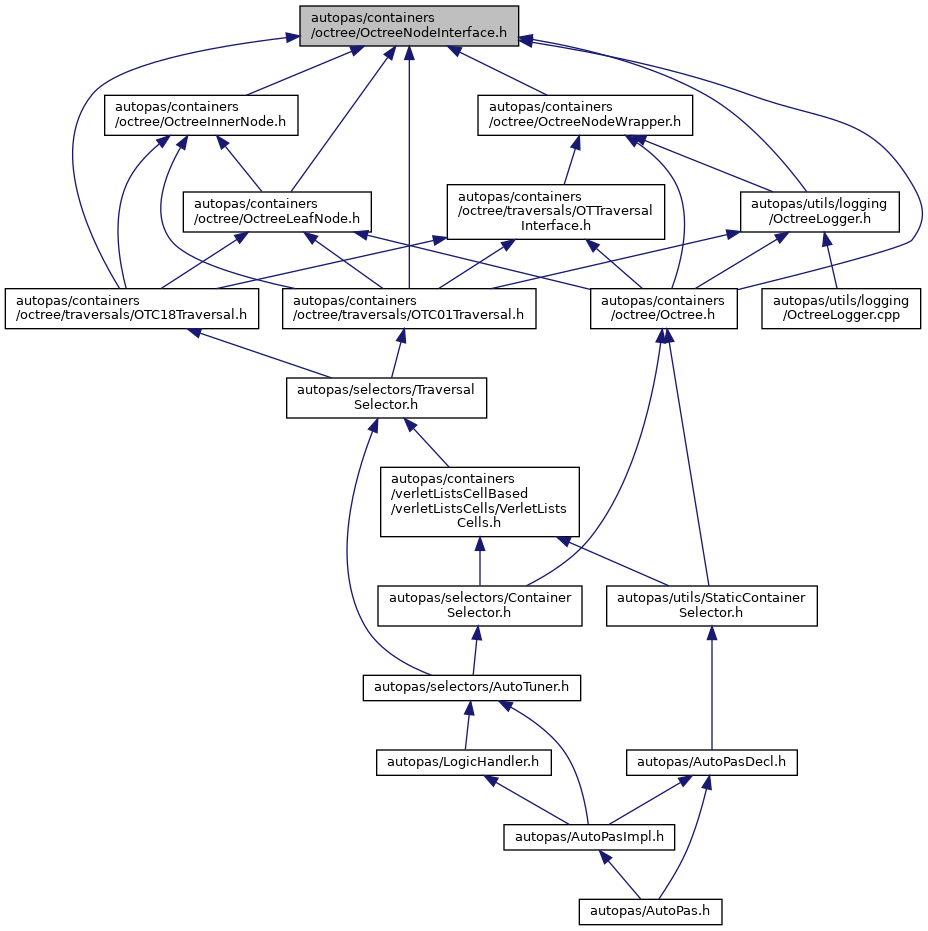 autopas/containers
/octree/OctreeNodeInterface.h
autopas/containers
/octree/OctreeInnerNode.h
autopas/containers
/octree/OctreeNodeWrapper.h
autopas/containers
/octree/OctreeLeafNode.h
autopas/containers
/octree/traversals/OTTraversal
Interface.h
autopas/utils/logging
/OctreeLogger.h
autopas/containers
/octree/traversals/OTC18Traversal.h
autopas/containers
/octree/traversals/OTC01Traversal.h
autopas/containers
/octree/Octree.h
autopas/utils/logging
/OctreeLogger.cpp
autopas/selectors/Traversal
Selector.h
autopas/containers
/verletListsCellBased
/verletListsCells/VerletLists
Cells.h
autopas/selectors/Container
Selector.h
autopas/utils/StaticContainer
Selector.h
autopas/selectors/AutoTuner.h
autopas/LogicHandler.h
autopas/AutoPasDecl.h
autopas/AutoPasImpl.h
autopas/AutoPas.h